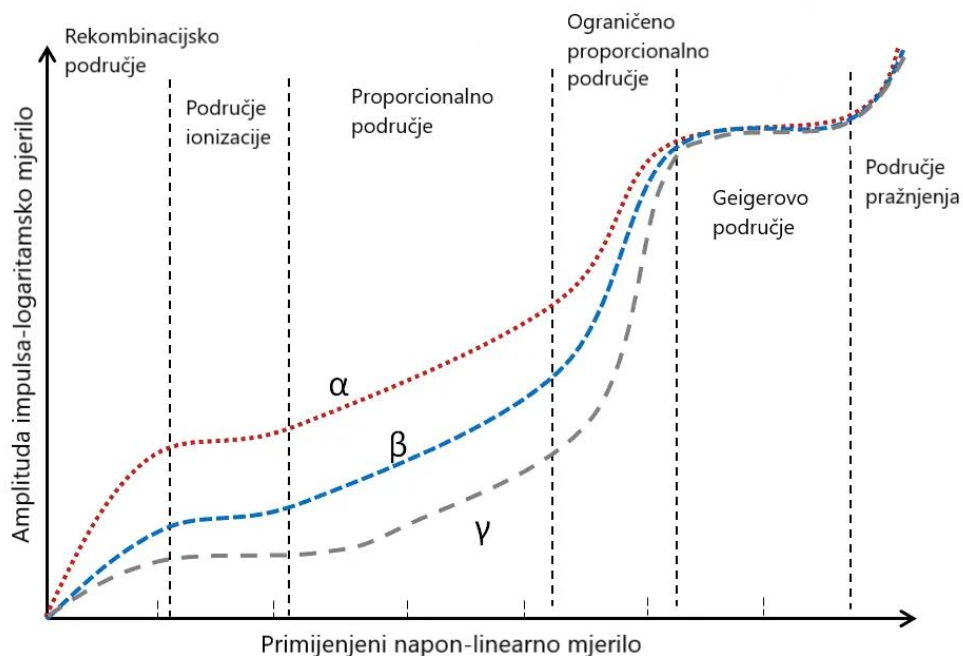 Rekombinacijsko
područje
Područje
ionizacije
Proporcionalno
područje
Ograničeno
proporcionalno
područje
Geigerovo
područje
Područje
pražnjenja
α
β
γ
Amplituda impulsa-logaritamsko mjerilo
Primijenjeni napon-linearno mjerilo